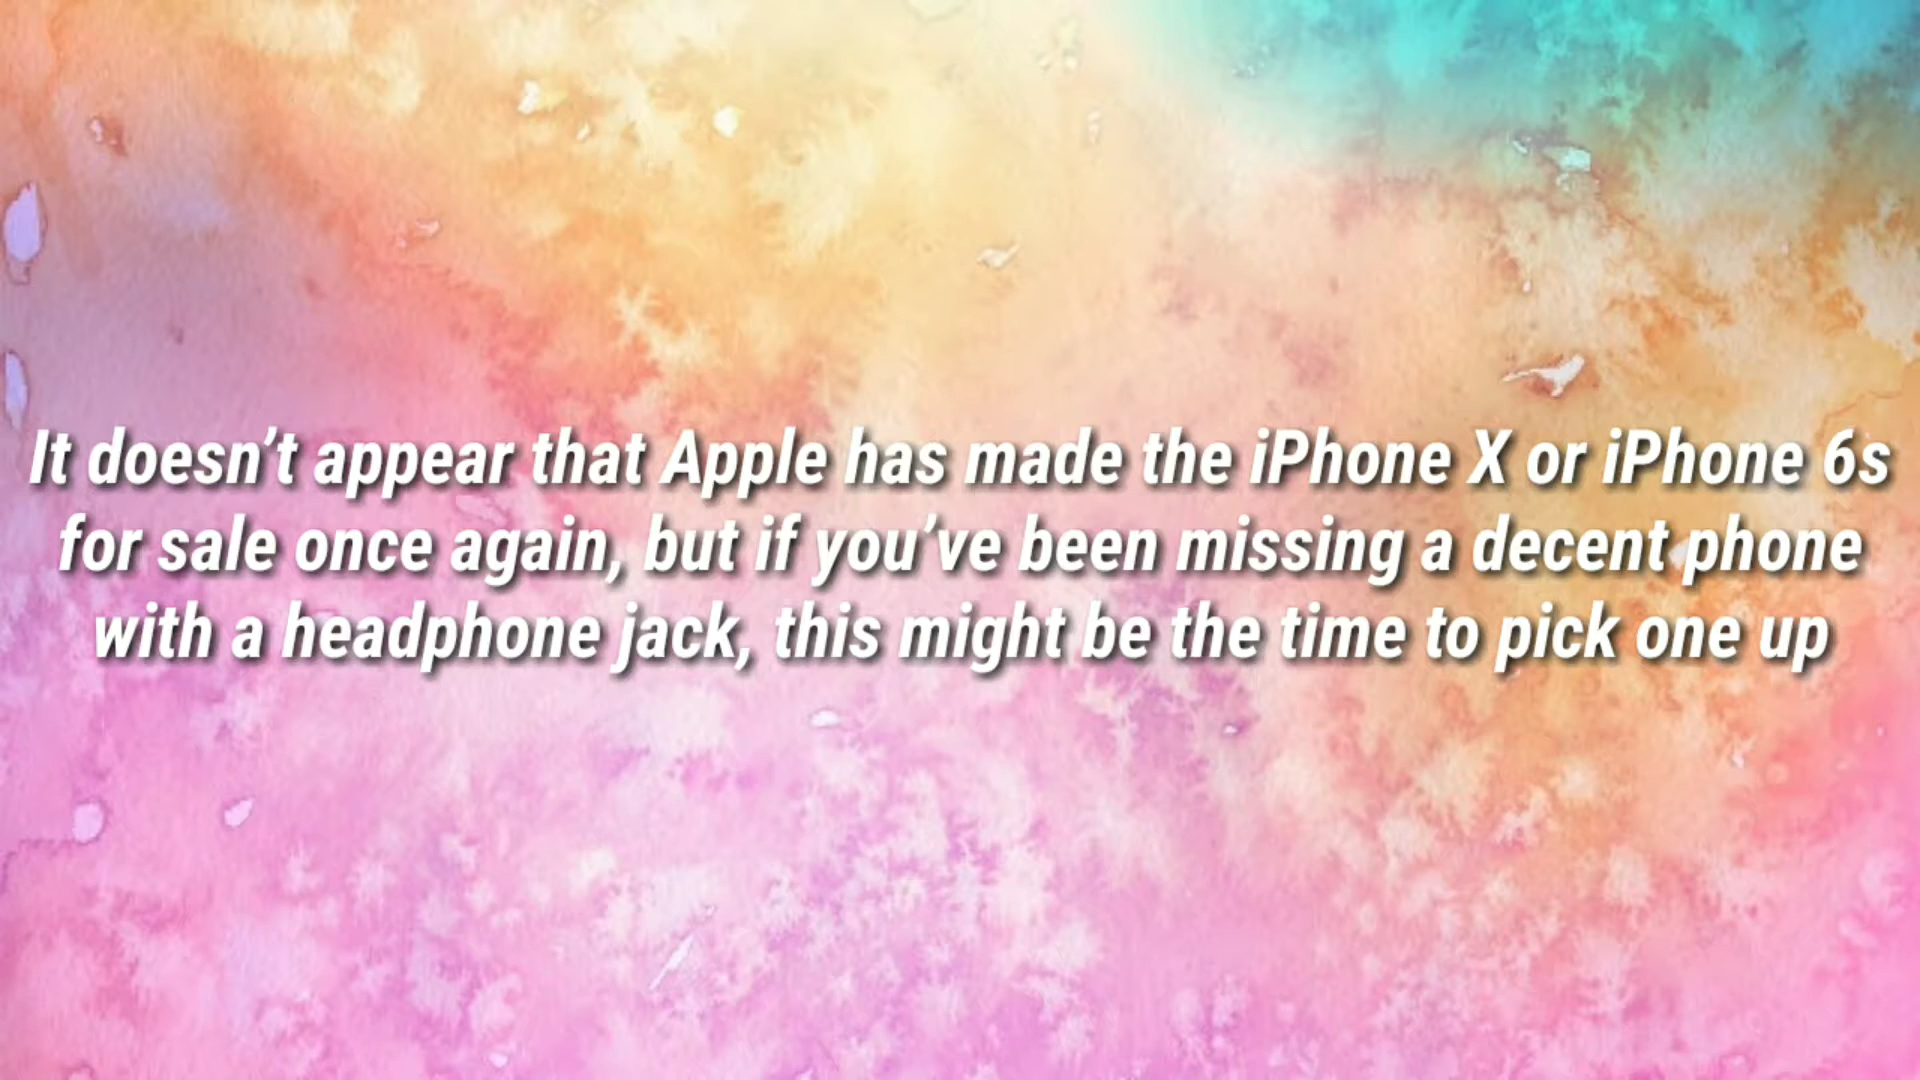 It doesn’t appear that Apple has made the iPhone X or iPhone 6s
for sale once again, but if you’ve been missing a decent phone
with a headphone jack, this might be the time to pick one up